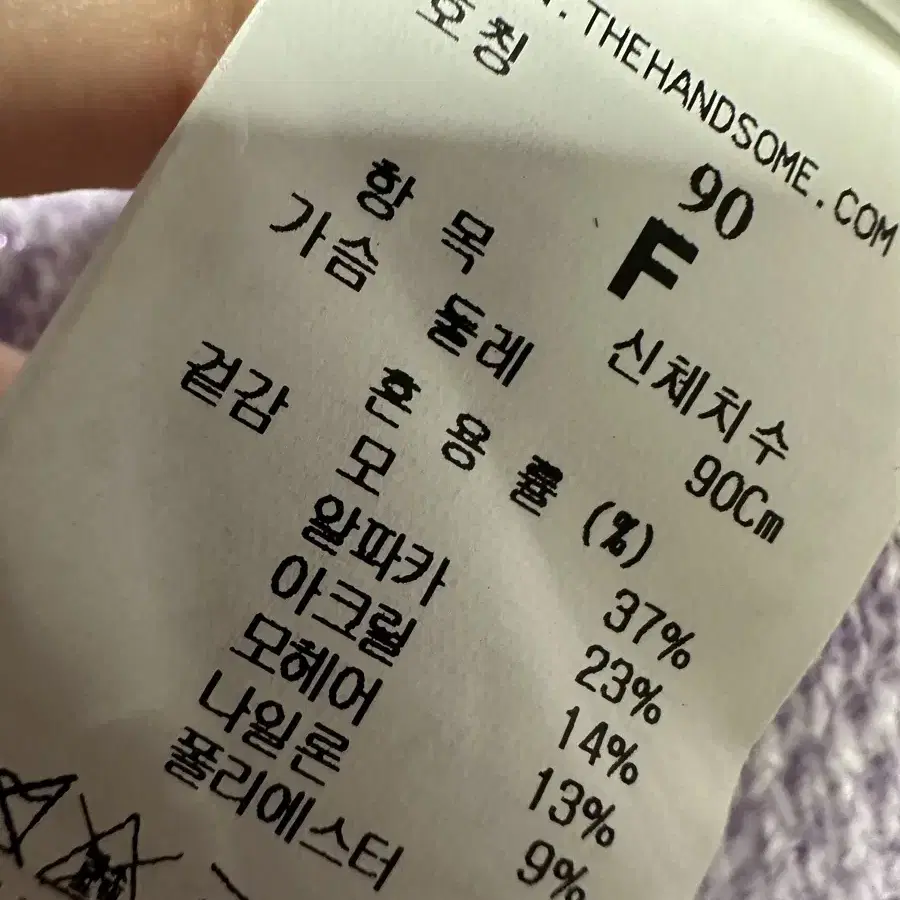 .THEHANDSOME.COM
호칭 90
F
항 목 신체치수
가슴 둘레 90Cm
혼 용 률 (%)
겉감 모 37%
알파카 23%
아크릴 14%
모헤어 13%
나일론 9%
폴리에스터